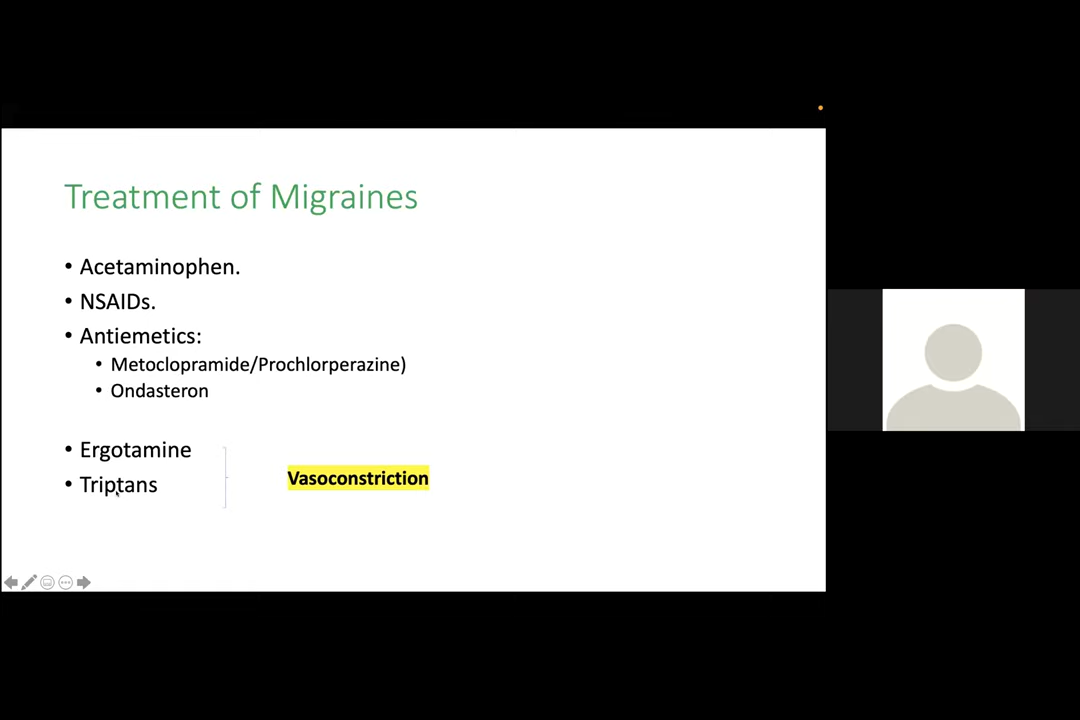 Treatment of Migraines
• Acetaminophen.
• NSAIDs.
• Antiemetics:
• Metoclopramide/Prochlorperazine)
• Ondasteron
• Ergotamine
• Triptans
Vasoconstriction